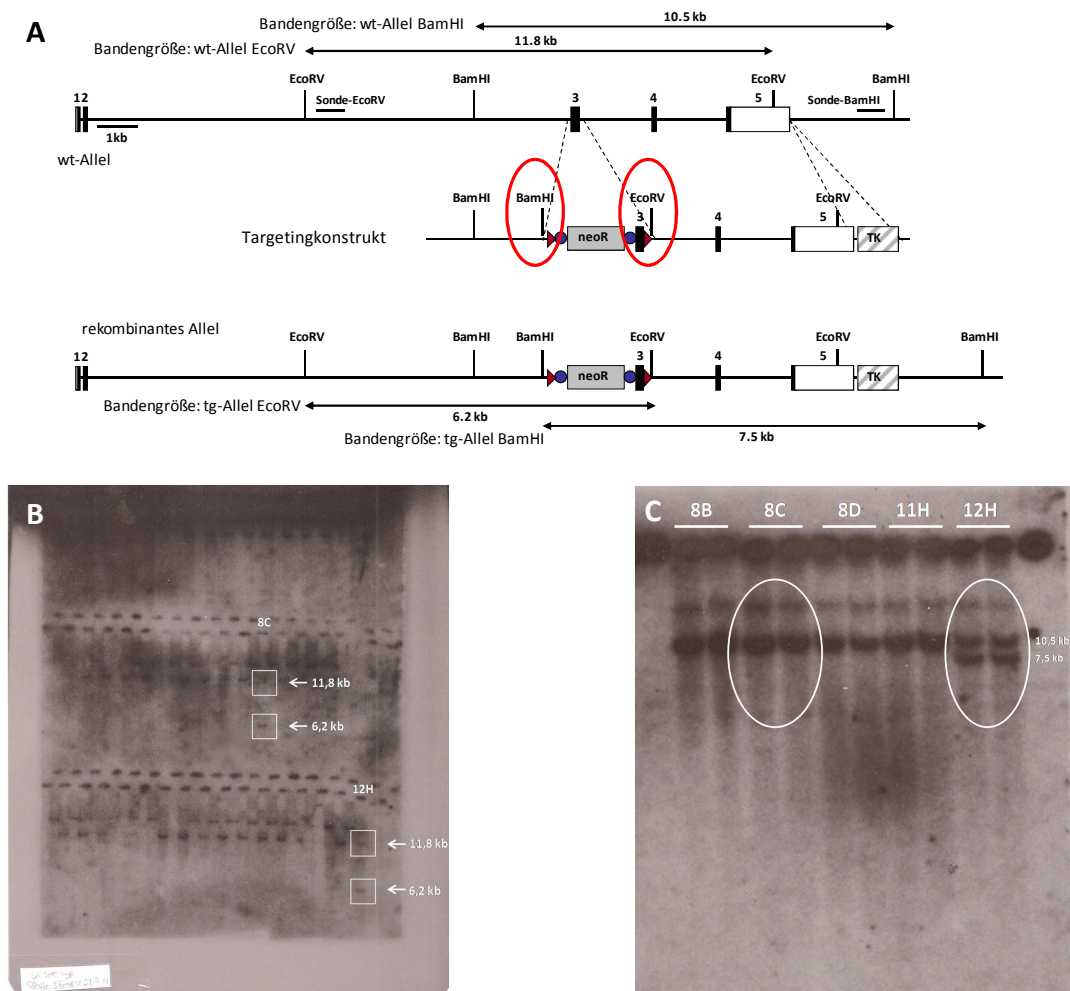 A
Bandengröße: wt-Allel BamHI
10.5 kb
Bandengröße: wt-Allel EcoRV
11.8 kb
EcoRV BamHI EcoRV BamHI
Sonde-EcoRV Sonde-BamHI
12 3 4 5
1kb
wt-Allel
BamHI BamHI EcoRV EcoRV
Targetingkonstrukt
neoR 3 4 5 TK
rekombinantes Allel
EcoRV BamHI BamHI EcoRV EcoRV BamHI
12 neoR 3 4 5 TK
Bandengröße: tg-Allel EcoRV
6.2 kb
Bandengröße: tg-Allel BamHI
7.5 kb
B
8C
11,8 kb
6,2 kb
12H
11,8 kb
6,2 kb
C
8B 8C 8D 11H 12H
10,5 kb
7,5 kb